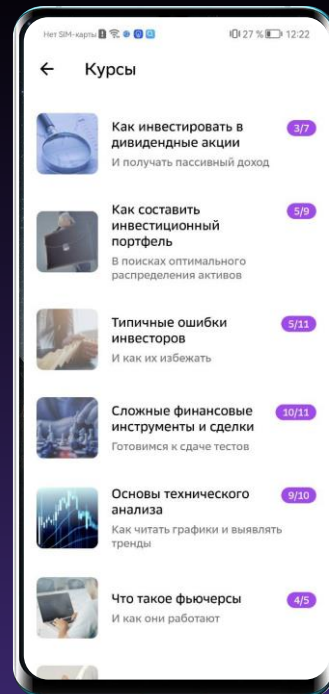 Нет SIM-карты 27 % 12:22
Курсы
Как инвестировать в 3/7
дивидендные акции
И получать пассивный доход
Как составить 5/9
инвестиционный
портфель
В поисках оптимального
распределения активов
Типичные ошибки 5/11
инвесторов
И как их избежать
Сложные финансовые 10/11
инструменты и сделки
Готовимся к сдаче тестов
Основы технического 9/10
анализа
Как читать графики и выявлять
тренды
Что такое фьючерсы 4/5
И как они работают